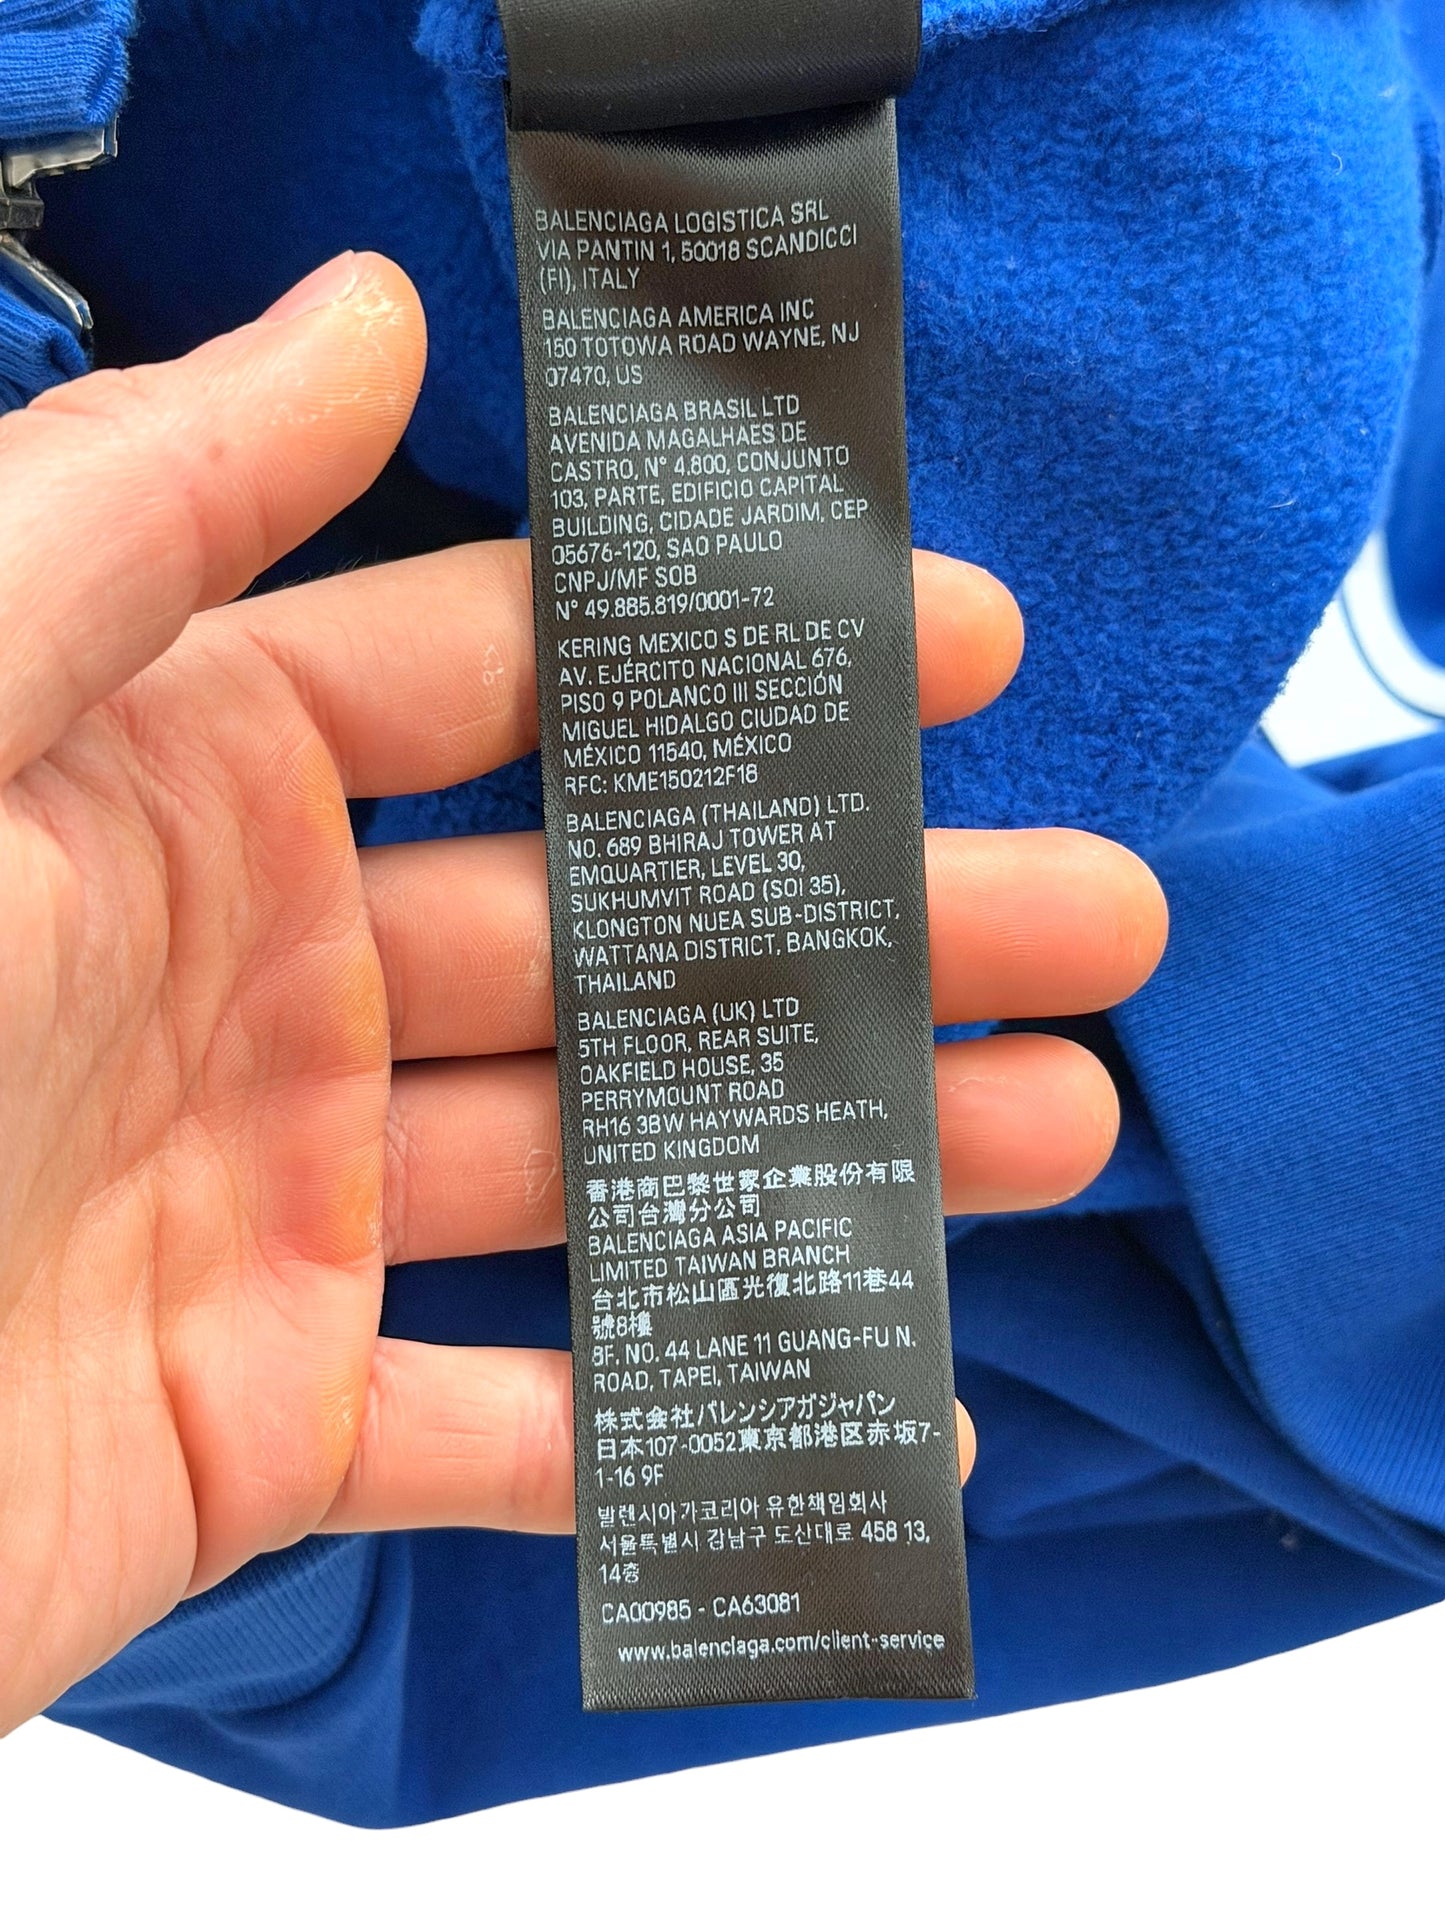 BALENCIAGA LOGISTICA SRL
VIA PANTIN 1, 50018 SCANDICCI
(FI), ITALY
BALENCIAGA AMERICA INC
150 TOTOWA ROAD WAYNE, NJ
07470, US
BALENCIAGA BRASIL LTD
AVENIDA MAGALHAES DE
CASTRO, N° 4.800, CONJUNTO
103, PARTE, EDIFICIO CAPITAL
BUILDING, CIDADE JARDIM, CEP
05676-120, SAO PAULO
CNPJ/MF SOB
N° 49.885.819/0001-72
KERING MEXICO S DE RL DE CV
AV. EJÉRCITO NACIONAL 676,
PISO 9 POLANCO III SECCIÓN
MIGUEL HIDALGO CIUDAD DE
MÉXICO 11540, MÉXICO
RFC: KME150212F18
BALENCIAGA (THAILAND) LTD.
NO. 689 BHIRAJ TOWER AT
EMQUARTIER, LEVEL 30,
SUKHUMVIT ROAD (SOI 35),
KLONGTON NUEA SUB-DISTRICT,
WATTANA DISTRICT, BANGKOK,
THAILAND
BALENCIAGA (UK) LTD
5TH FLOOR, REAR SUITE,
OAKFIELD HOUSE, 35
PERRYMOUNT ROAD
RH16 3BW HAYWARDS HEATH,
UNITED KINGDOM
香港商巴黎世家企業股份有限
公司台灣分公司
BALENCIAGA ASIA PACIFIC
LIMITED TAIWAN BRANCH
台北市松山區光復北路11巷44
號8樓
8F. NO. 44 LANE 11 GUANG-FU N.
ROAD, TAPEI, TAIWAN
株式会社バレンシアガジャパン
日本107-0052東京都港区赤坂7-
1-16 9F
발렌시아가코리아 유한책임회사
서울특별시 강남구 도산대로 458 13,
14층
CA00985 - CA63081
www.balenciaga.com/client-service